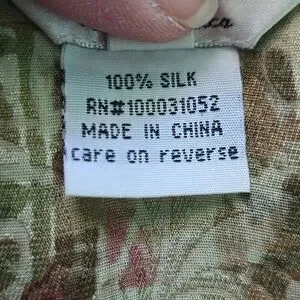 100% SILK
RN#100031052
MADE IN CHINA
care on reverse